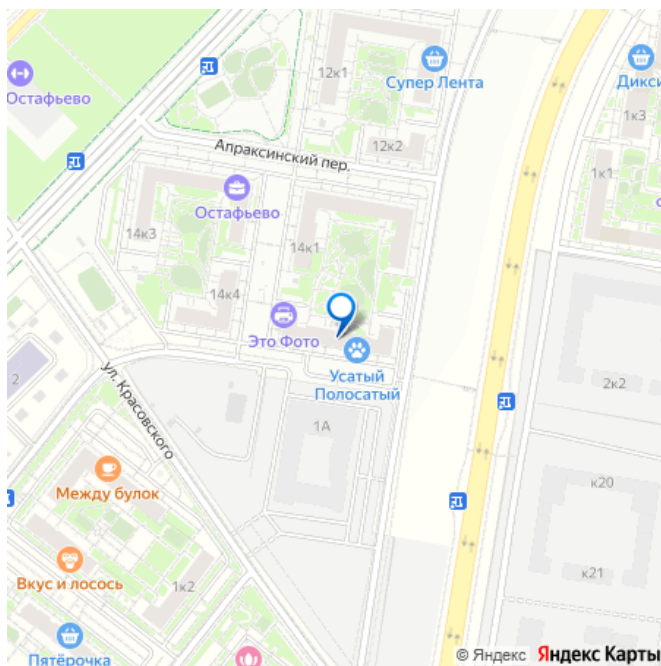 12к1
Супер Лента
Дикси
Остафьево
1к3
12к2
Апраксинский пер.
1к1
Остафьево
14к3
14к1
14к4
Это Фото
Усатый
Полосатый
2
2к2
ул. Красовского
1А
Между булок
к20
Вкус и лосось
1к2
к21
Пятёрочка
© Яндекс Яндекс Карты